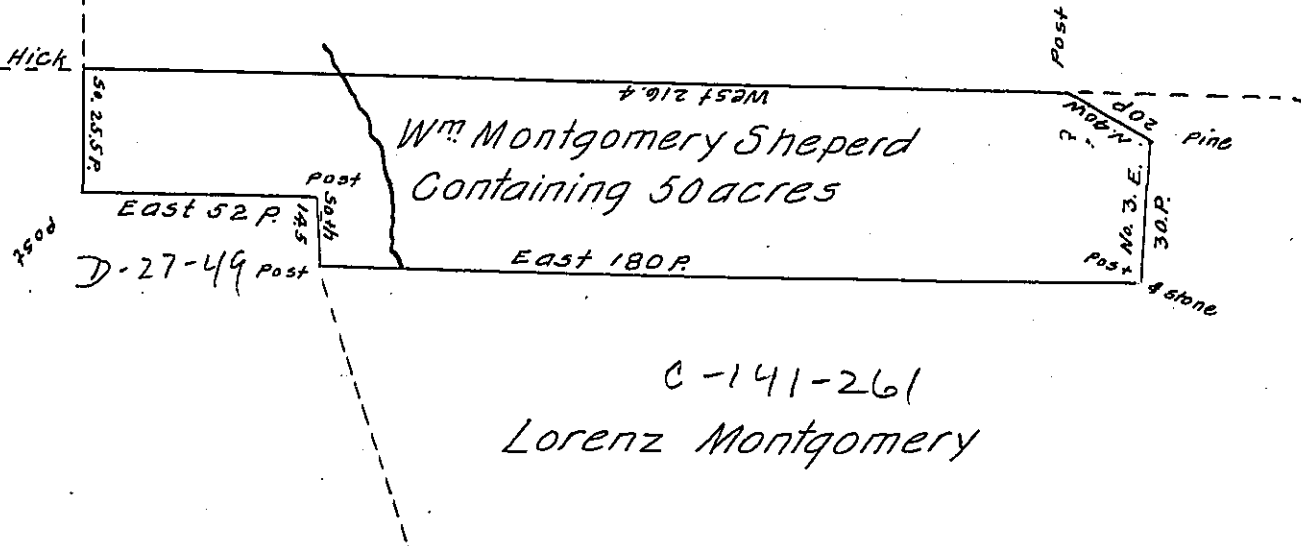 Post
Hick
West 216.4
20P
N. 60W
?
Pine
So. 25.5 P.
Wm Montgomery Sheperd
Containing 50 acres
Post
East 52 P.
South
14.5
No. 3. E.
30.P.
Post
D-27-49 Post
East 180 P.
Post
& stone
C-141-261
Lorenz Montgomery